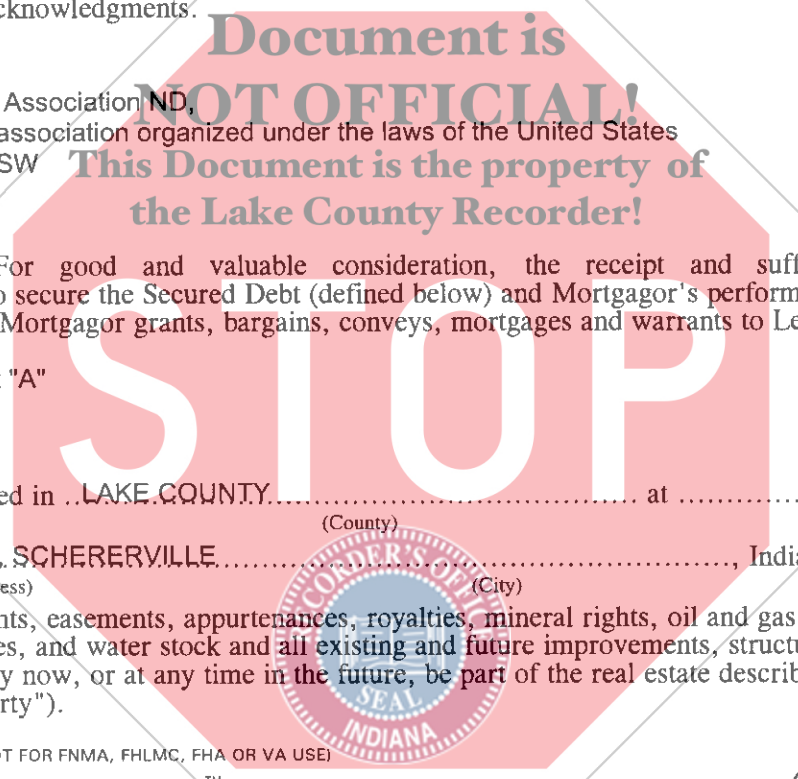 cknowledgments.
Document is
NOT OFFICIAL!
Association ND,
association organized under the laws of the United States
SW
This Document is the property of
the Lake County Recorder!
For good and valuable consideration, the receipt and suff
o secure the Secured Debt (defined below) and Mortgagor's perform
Mortgagor grants, bargains, conveys, mortgages and warrants to Le
"A"
STOP
ed in ..LAKE COUNTY.......................................... at ..............
(County)
SCHERERVILLE............................................................, India
ess) (City)
nts, easements, appurtenances, royalties, mineral rights, oil and gas
es, and water stock and all existing and future improvements, structu
y now, or at any time in the future, be part of the real estate describ
rty").
RECORDER'S OFFICE
SEAL
INDIANA
OT FOR FNMA, FHLMC, FHA OR VA USE)